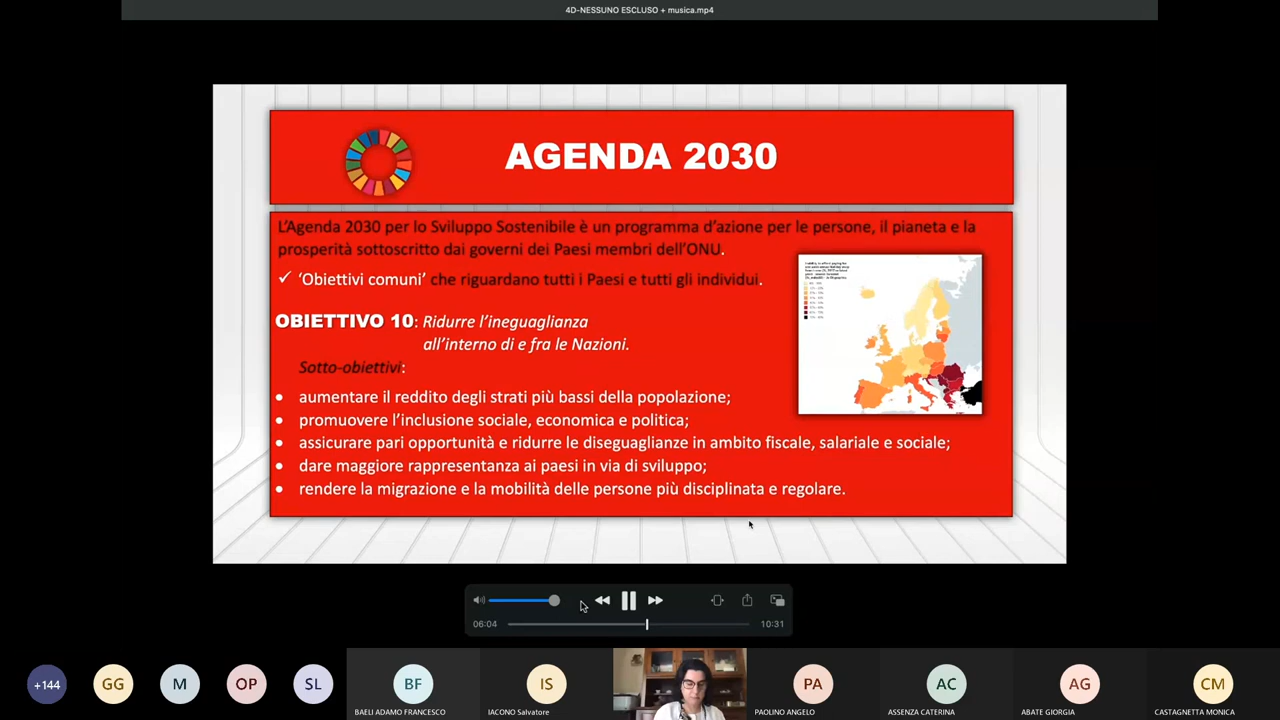 4D-NESSUNO ESCLUSO + musica.mp4
AGENDA 2030
L'Agenda 2030 per lo Sviluppo Sostenibile è un programma d'azione per le persone, il pianeta e la
prosperità sottoscritto dai governi dei Paesi membri dell'ONU.
✓ 'Obiettivi comuni' che riguardano tutti i Paesi e tutti gli individui.
OBIETTIVO 10: Ridurre l'ineguaglianza
all'interno di e fra le Nazioni.
Sotto-obiettivi:
• aumentare il reddito degli strati più bassi della popolazione;
• promuovere l'inclusione sociale, economica e politica;
• assicurare pari opportunità e ridurre le diseguaglianze in ambito fiscale, salariale e sociale;
• dare maggiore rappresentanza ai paesi in via di sviluppo;
• rendere la migrazione e la mobilità delle persone più disciplinata e regolare.
06:04
10:31
+144
GG
M
OP
SL
BF
IS
PA
AC
AG
CM
BAELI ADAMO FRANCESCO
IACONO Salvatore
PAOLINO ANGELO
ASSENZA CATERINA
ABATE GIORGIA
CASTAGNETTA MONICA